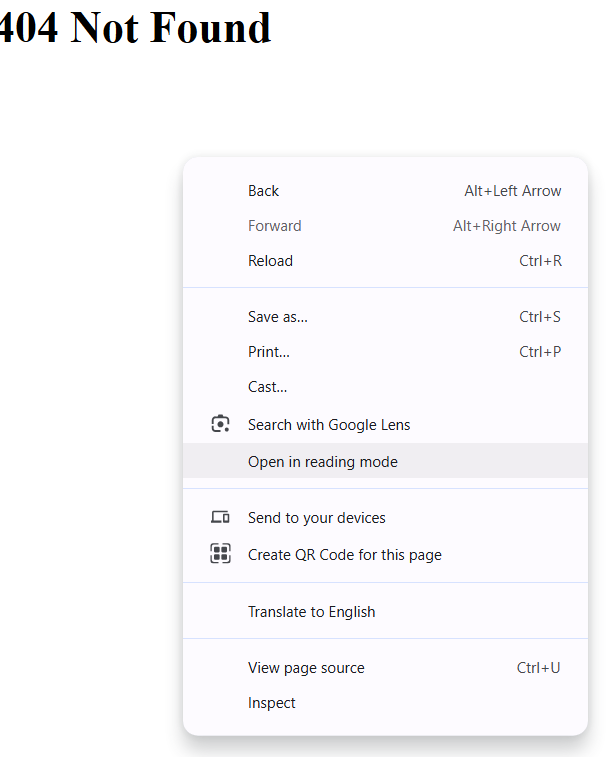 404 Not Found
Back Alt+Left Arrow
Forward Alt+Right Arrow
Reload Ctrl+R
Save as... Ctrl+S
Print... Ctrl+P
Cast...
Search with Google Lens
Open in reading mode
Send to your devices
Create QR Code for this page
Translate to English
View page source Ctrl+U
Inspect